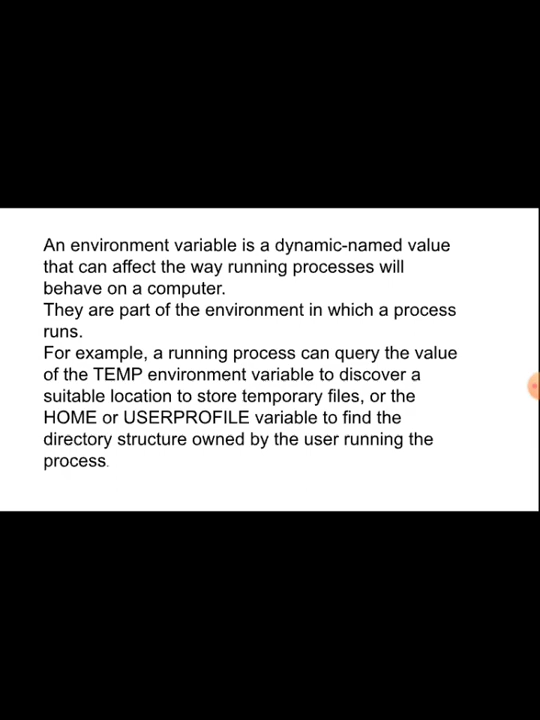 An environment variable is a dynamic-named value
that can affect the way running processes will
behave on a computer.
They are part of the environment in which a process
runs.
For example, a running process can query the value
of the TEMP environment variable to discover a
suitable location to store temporary files, or the
HOME or USERPROFILE variable to find the
directory structure owned by the user running the
process.